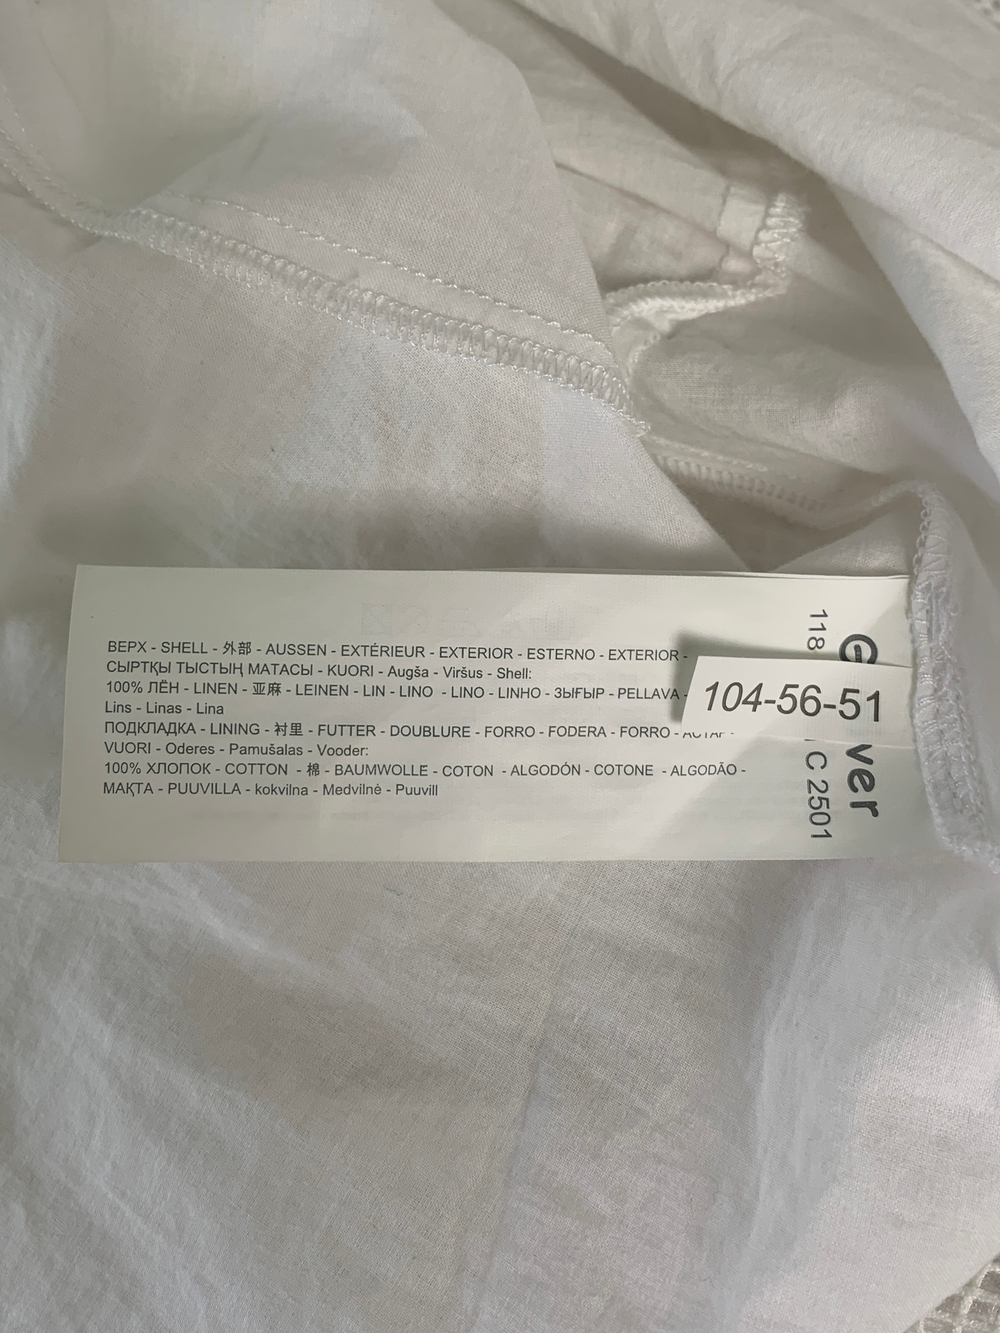 ВЕРХ - SHELL - 外部 - AUSSEN - EXTÉRIEUR - EXTERIOR - ESTERNO - EXTERIOR -
СЫРТҚЫ ТЫСТЫҢ МАТАСЫ - KUORI - Augša - Viršus - Shell:
100% ЛЁН - LINEN - 亚麻 - LEINEN - LIN - LINO - LINO - LINHO - ЗЫҒЫР - PELLAVA -
Lins - Linas - Lina
ПОДКЛАДКА - LINING - 衬里 - FUTTER - DOUBLURE - FORRO - FODERA - FORRO - АСТАР -
VUORI - Oderes - Pamušalas - Vooder:
100% ХЛОПОК - COTTON - 棉 - BAUMWOLLE - COTON - ALGODÓN - COTONE - ALGODÃO -
МАҚТА - PUUVILLA - kokvilna - Medvilnė - Puuvill
104-56-51
118
C 2501
ver